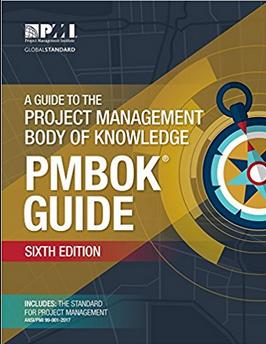 PMI
Project Management Institute
GLOBALSTANDARD
A GUIDE TO THE
PROJECT MANAGEMENT
BODY OF KNOWLEDGE
PMBOK®
GUIDE
SIXTH EDITION
INCLUDES: THE STANDARD
FOR PROJECT MANAGEMENT
ANSI/PMI 99-001-2017